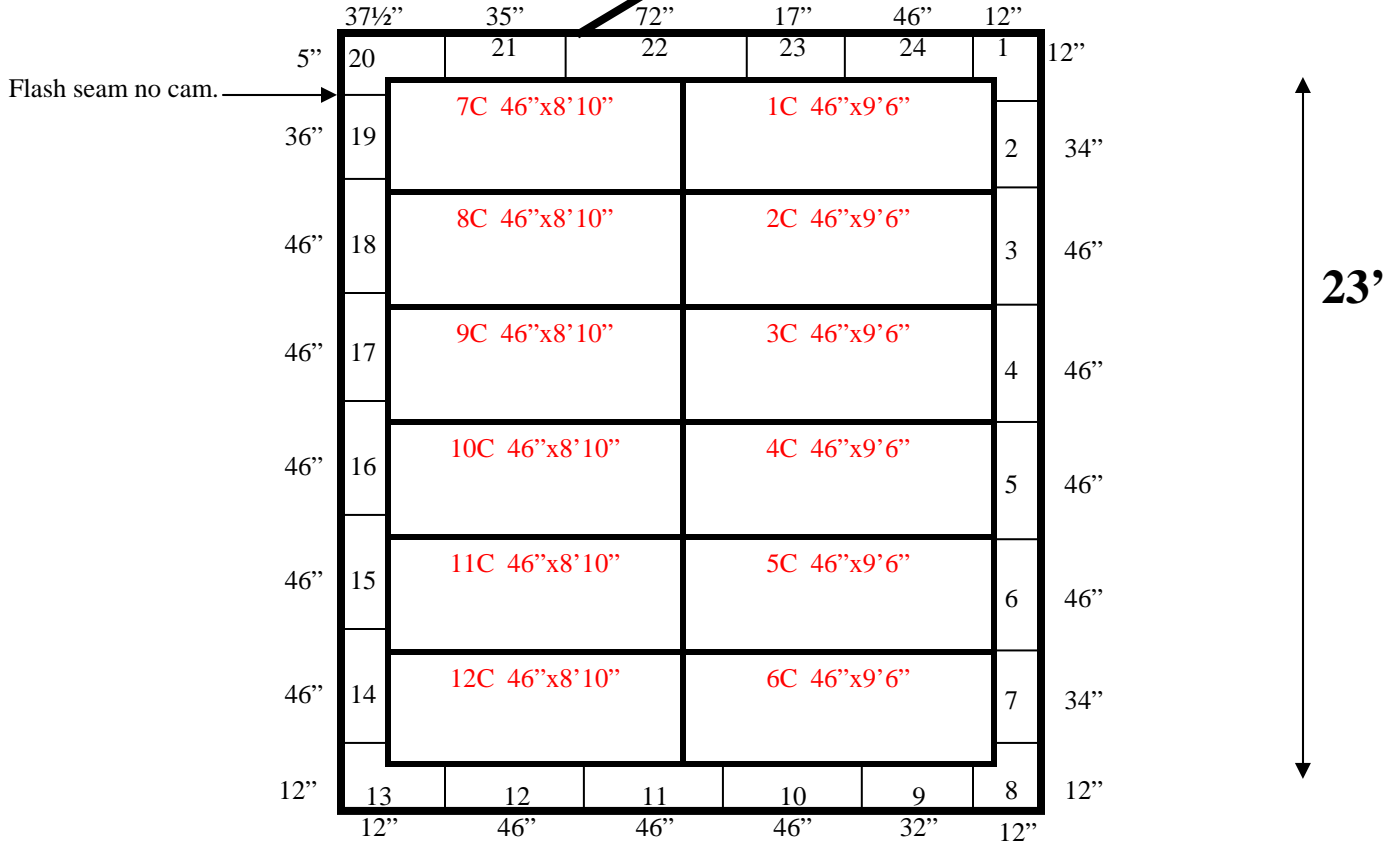 37½” 35” 72” 17” 46” 12”
5” 20 21 22 23 24 1 12”
Flash seam no cam.
7C 46”x8’10” 1C 46”x9’6”
36” 19 2 34”
8C 46”x8’10” 2C 46”x9’6”
46” 18 3 46”
23’
9C 46”x8’10” 3C 46”x9’6”
46” 17 4 46”
10C 46”x8’10” 4C 46”x9’6”
46” 16 5 46”
11C 46”x8’10” 5C 46”x9’6”
46” 15 6 46”
12C 46”x8’10” 6C 46”x9’6”
46” 14 7 34”
12” 13 12 11 10 9 8 12”
12” 46” 46” 46” 32” 12”